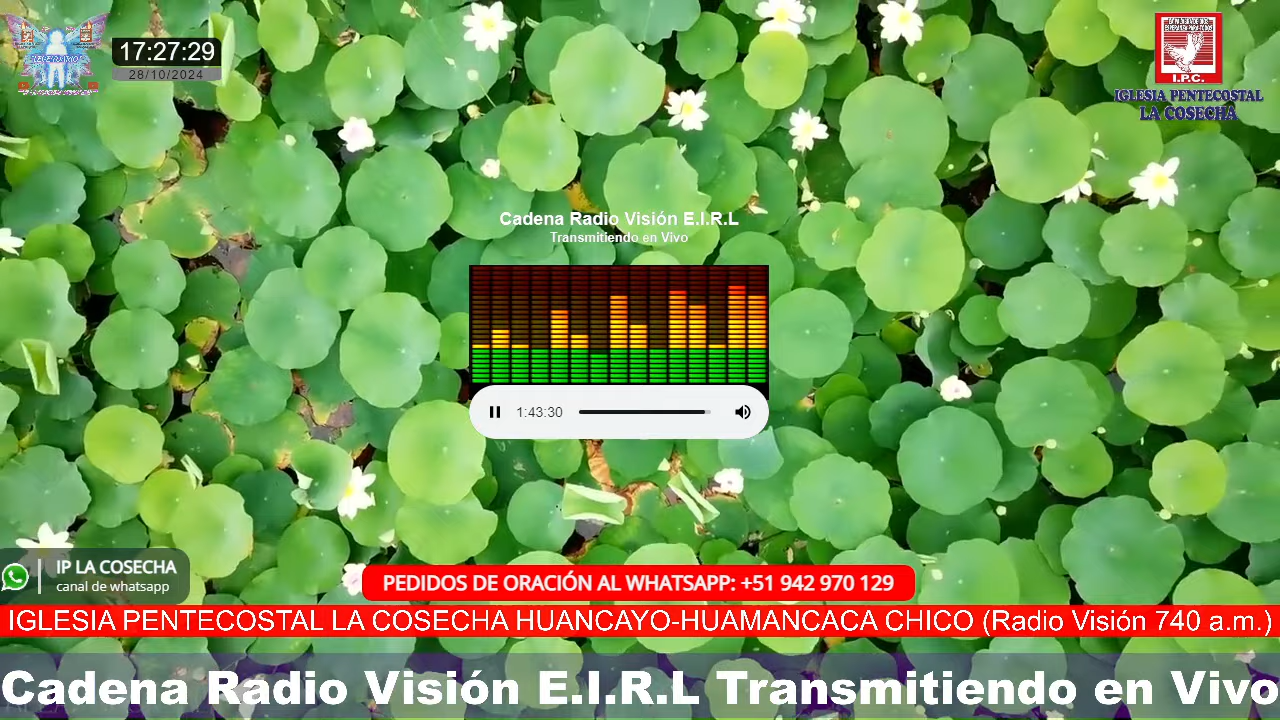 17:27:29
28/10/2024
I.P.C.
IGLESIA PENTECOSTAL
LA COSECHA
Cadena Radio Visión E.I.R.L
Transmitiendo en Vivo
1:43:30
IP LA COSECHA
canal de whatsapp
PEDIDOS DE ORACIÓN AL WHATSAPP: +51 942 970 129
IGLESIA PENTECOSTAL LA COSECHA HUANCAYO-HUAMANCACA CHICO (Radio Visión 740 a.m.)
Cadena Radio Visión E.I.R.L Transmitiendo en Vivo